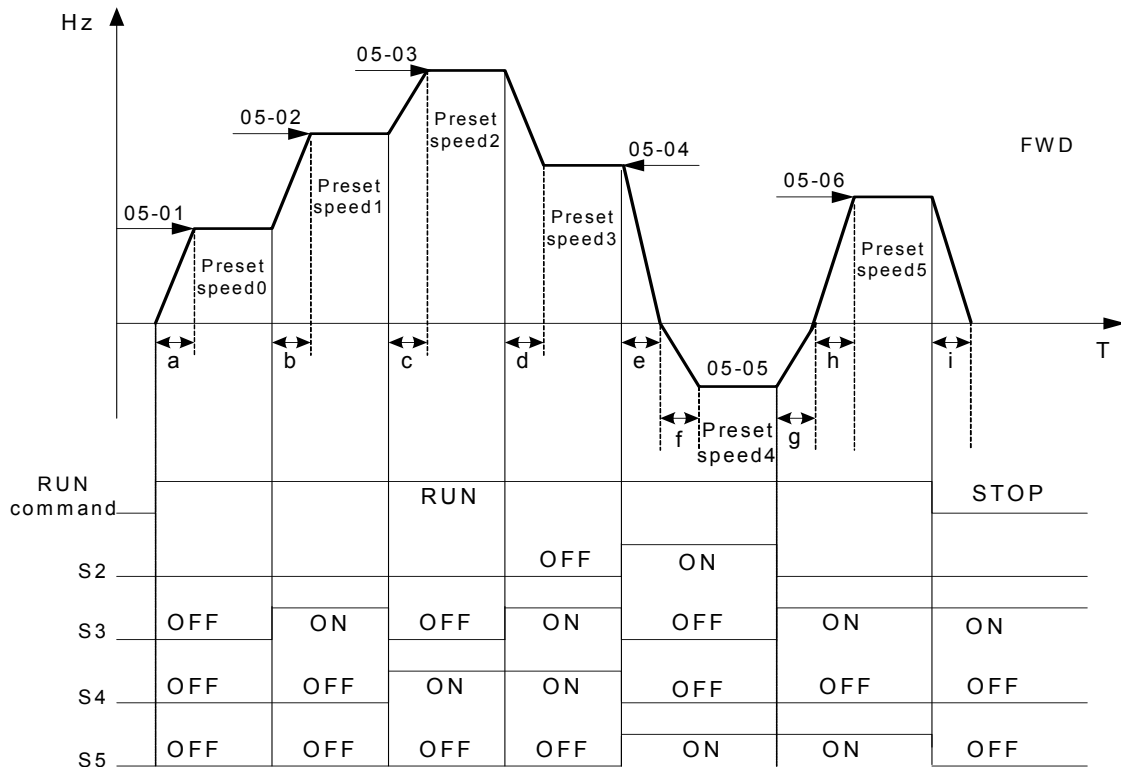 Hz
05-03
05-02
Preset
speed2
05-04
FWD
Preset
speed1
05-06
05-01
Preset
speed3
Preset
speed0
Preset
speed5
a
b
c
d
e
h
i
T
05-05
f
Preset
speed4
g
RUN
command
RUN
STOP
S2
OFF
ON
S3
OFF
ON
OFF
ON
OFF
ON
ON
S4
OFF
OFF
ON
ON
OFF
OFF
OFF
S5
OFF
OFF
OFF
OFF
ON
ON
OFF